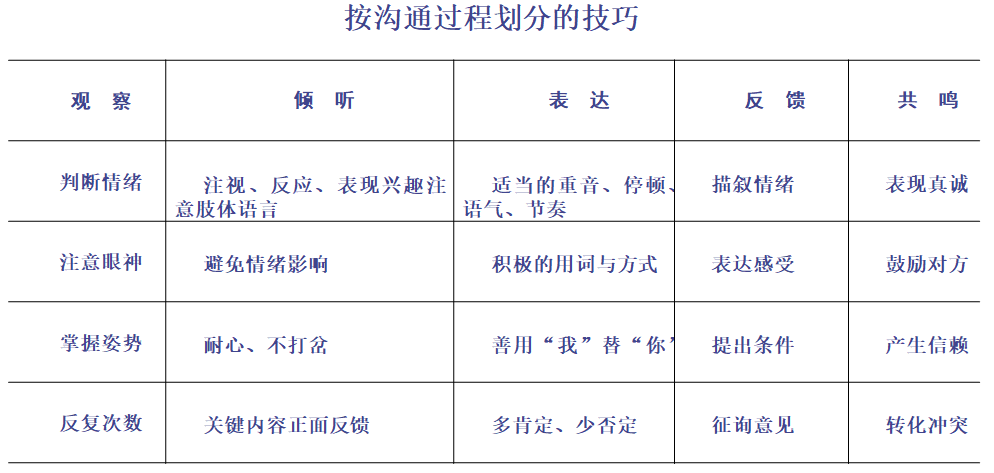 按沟通过程划分的技巧
观 察 倾 听 表 达 反 馈 共 鸣
判断情绪 注视、反应、表现兴趣注 适当的重音、停顿、 描叙情绪 表现真诚
意肢体语言 语气、节奏
注意眼神 避免情绪影响 积极的用词与方式 表达感受 鼓励对方
掌握姿势 耐心、不打岔 善用“我”替“你” 提出条件 产生信赖
反复次数 关键内容正面反馈 多肯定、少否定 征询意见 转化冲突